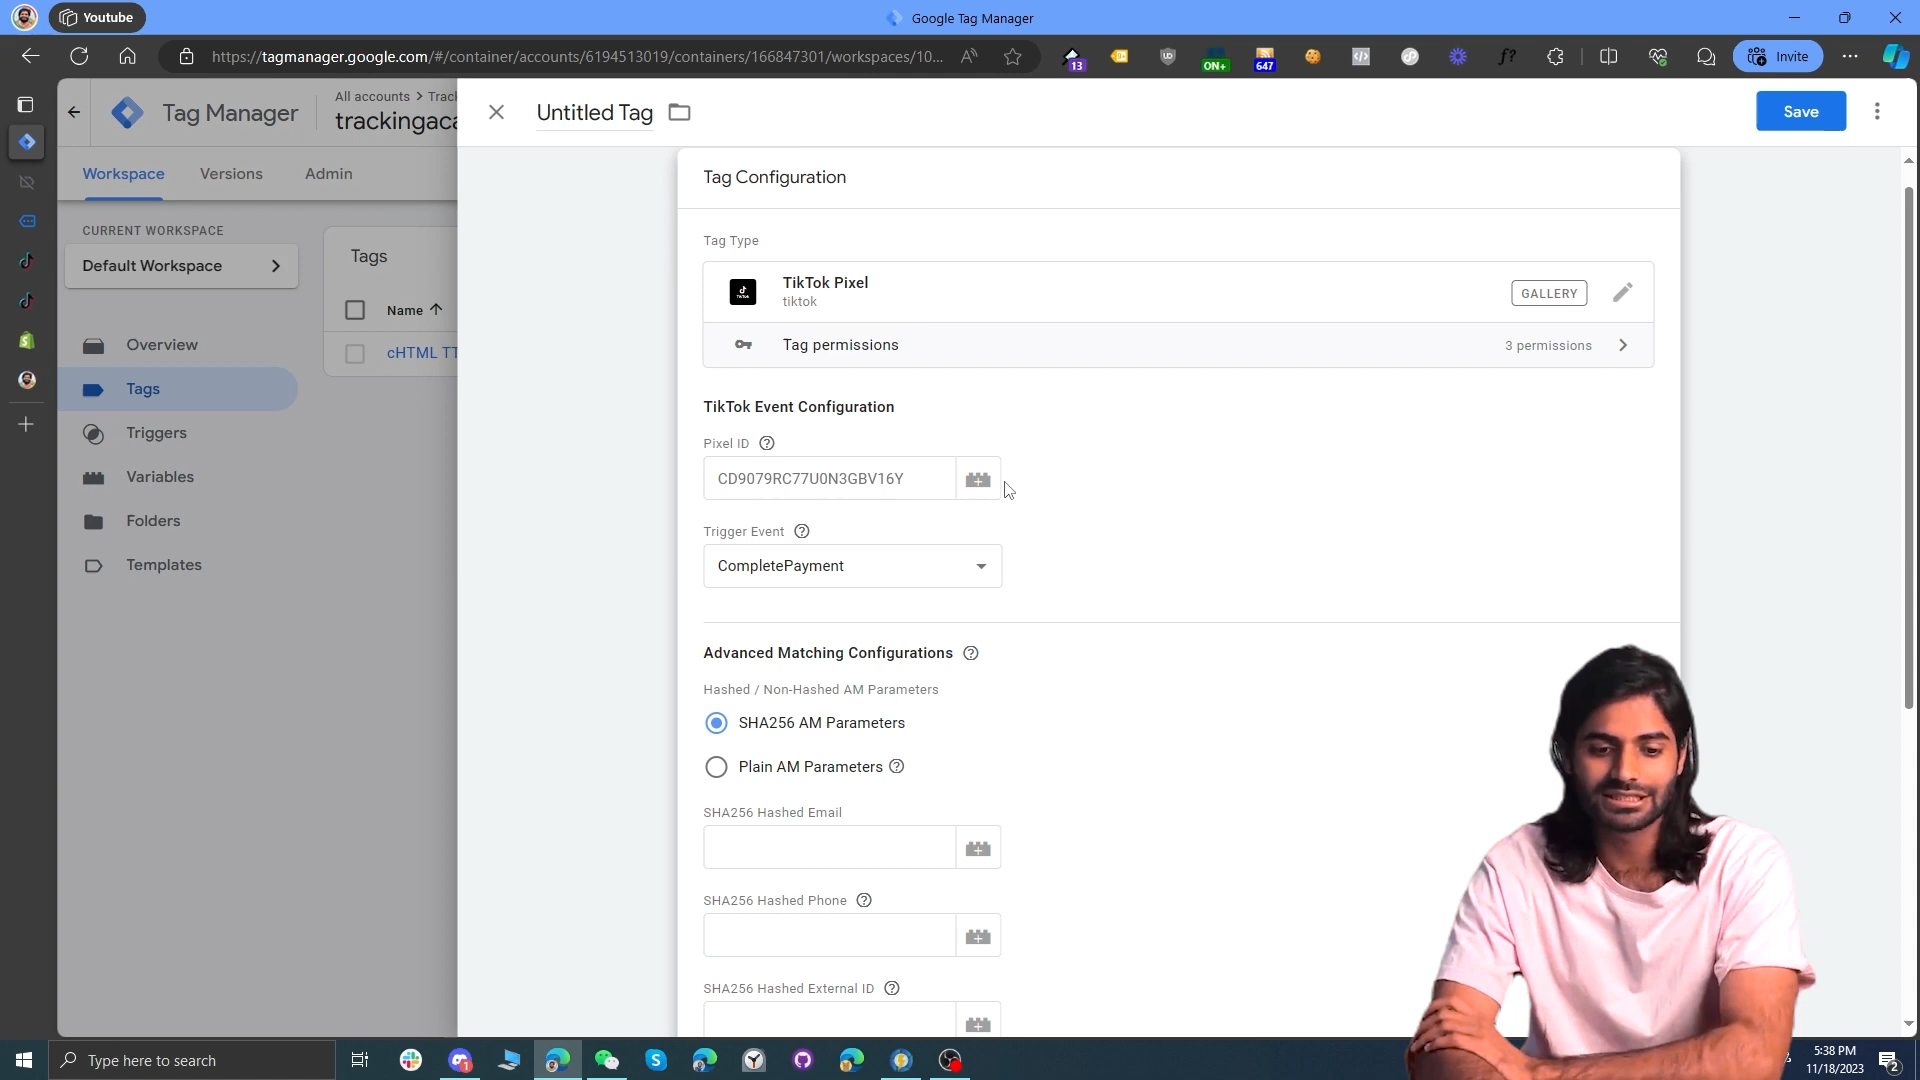 Youtube
Google Tag Manager
https://tagmanager.google.com/#/container/accounts/6194513019/containers/166847301/workspaces/10...
13
ON+
647
Invite
Tag Manager
All accounts > Track
trackingaca
Untitled Tag
Save
Workspace
Versions
Admin
CURRENT WORKSPACE
Default Workspace
Overview
Tags
Triggers
Variables
Folders
Templates
Tags
Name
cHTML TT
Tag Configuration
Tag Type
TikTok Pixel
tiktok
GALLERY
Tag permissions
3 permissions
TikTok Event Configuration
Pixel ID
CD9079RC77U0N3GBV16Y
Trigger Event
CompletePayment
Advanced Matching Configurations
Hashed / Non-Hashed AM Parameters
SHA256 AM Parameters
Plain AM Parameters
SHA256 Hashed Email
SHA256 Hashed Phone
SHA256 Hashed External ID
Type here to search
5:38 PM
11/18/2023